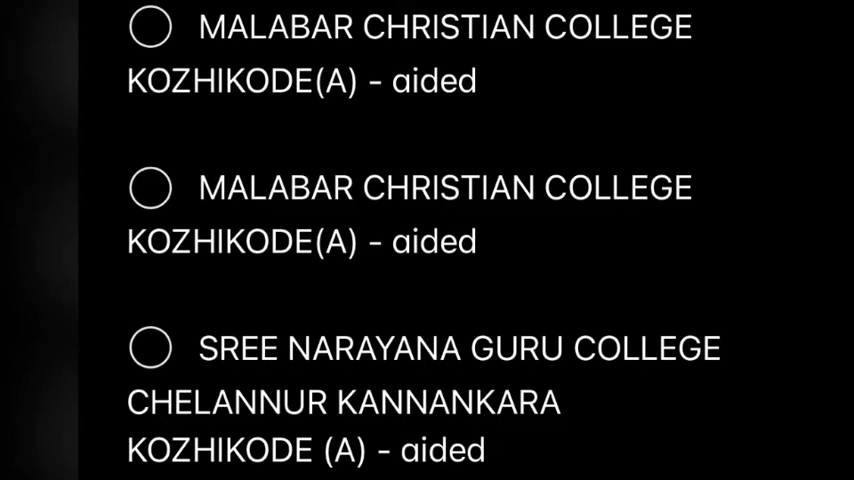 MALABAR CHRISTIAN COLLEGE
KOZHIKODE(A) - aided
MALABAR CHRISTIAN COLLEGE
KOZHIKODE(A) - aided
SREE NARAYANA GURU COLLEGE
CHELANNUR KANNANKARA
KOZHIKODE (A) - aided